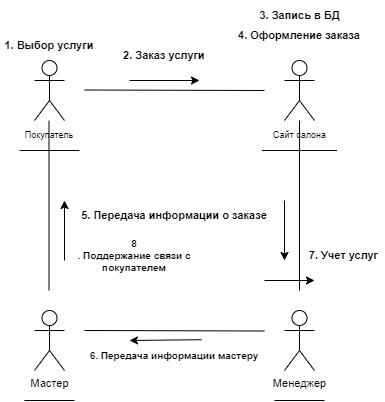 3. Запись в БД
1. Выбор услуги
2. Заказ услуги
4. Оформление заказа
Покупатель
Сайт салона
5. Передача информации о заказе
8
. Поддержание связи с
покупателем
7. Учет услуг
6. Передача информации мастеру
Мастер
Менеджер